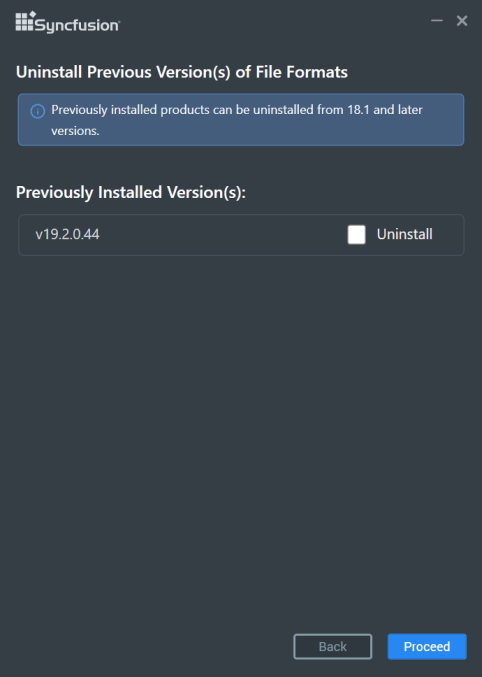 Syncfusion
Uninstall Previous Version(s) of File Formats
Previously installed products can be uninstalled from 18.1 and later
versions.
Previously Installed Version(s):
v19.2.0.44 Uninstall
Back Proceed